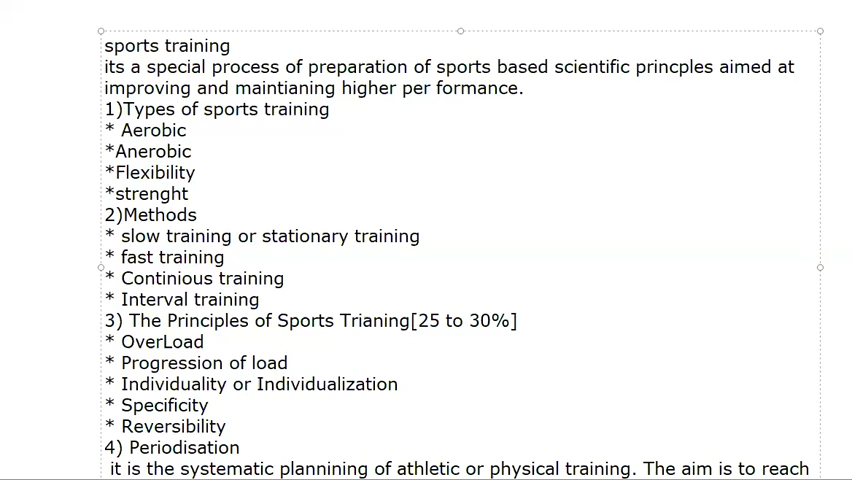 sports training
its a special process of preparation of sports based scientific princples aimed at
improving and maintianing higher per formance.
1)Types of sports training
* Aerobic
*Anerobic
*Flexibility
*strenght
2)Methods
* slow training or stationary training
* fast training
* Continious training
* Interval training
3) The Principles of Sports Trianing[25 to 30%]
* OverLoad
* Progression of load
* Individuality or Individualization
* Specificity
* Reversibility
4) Periodisation
it is the systematic plannining of athletic or physical training. The aim is to reach